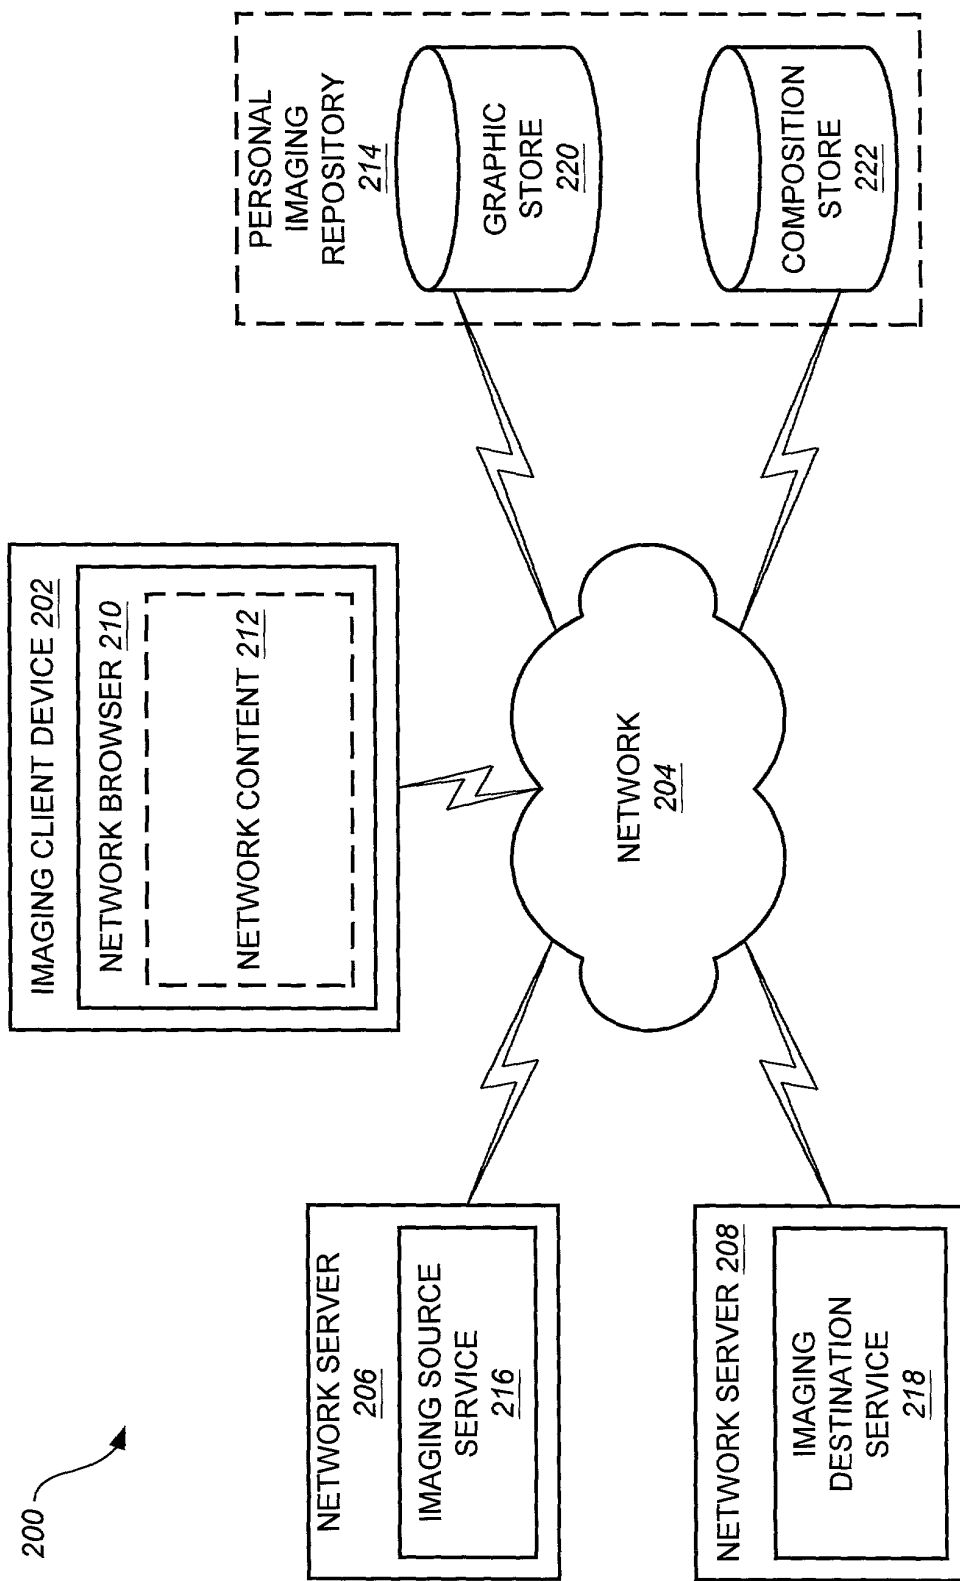 200
NETWORK SERVER
206
IMAGING SOURCE
SERVICE
216
NETWORK SERVER 208
IMAGING
DESTINATION
SERVICE
218
IMAGING CLIENT DEVICE 202
NETWORK BROWSER 210
NETWORK CONTENT 212
NETWORK
204
PERSONAL
IMAGING
REPOSITORY
214
GRAPHIC
STORE
220
COMPOSITION
STORE
222